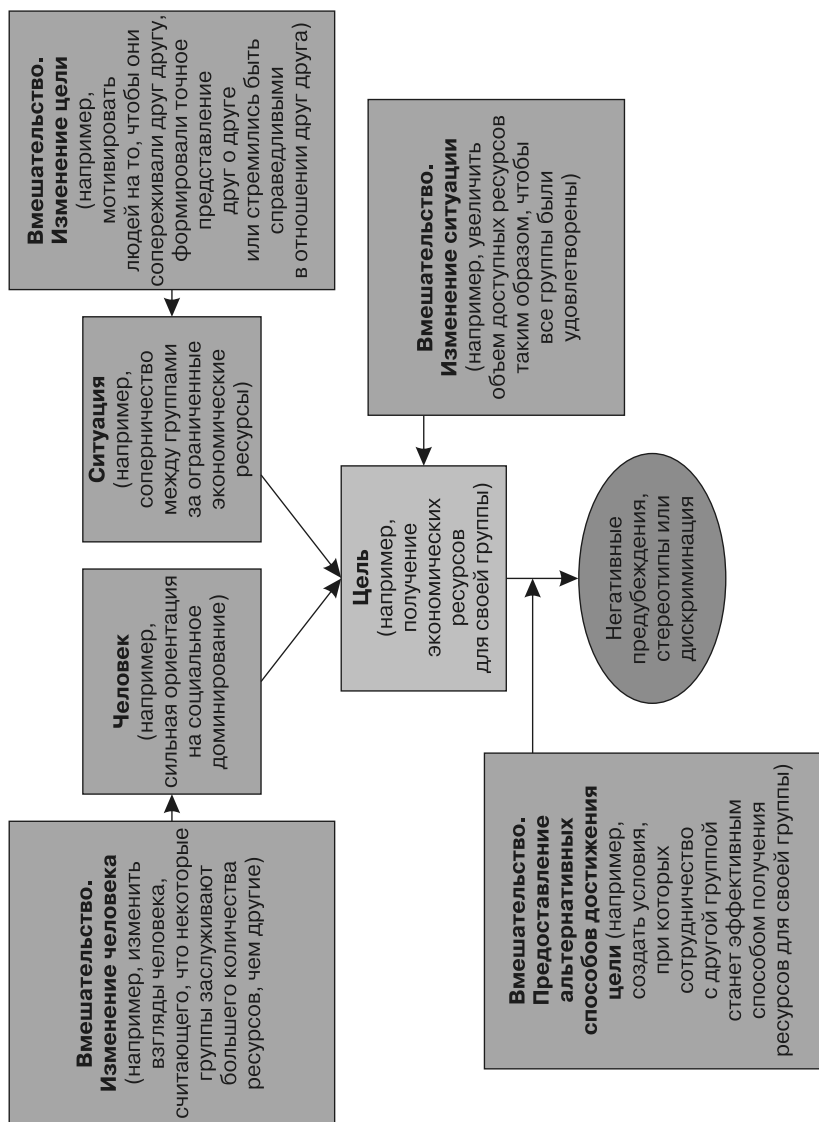 Вмешательство.
Изменение человека
(например, изменить
взгляды человека,
считающего, что некоторые
группы заслуживают
большего количества
ресурсов, чем другие)
Человек
(например,
сильная ориентация
на социальное
доминирование)
Ситуация
(например,
соперничество
между группами
за ограниченные
экономические
ресурсы)
Вмешательство.
Изменение цели
(например,
мотивировать
людей на то, чтобы они
сопереживали друг другу,
формировали точное
представление
друг о друге
или стремились быть
справедливыми
в отношении друг друга)
Цель
(например,
получение
экономических
ресурсов
для своей группы)
Вмешательство.
Изменение ситуации
(например, увеличить
объем доступных ресурсов
таким образом, чтобы
все группы были
удовлетворены)
Вмешательство.
Предоставление
альтернативных
способов достижения
цели (например,
создать условия,
при которых
сотрудничество
с другой группой
станет эффективным
способом получения
ресурсов для своей группы)
Негативные
предубеждения,
стереотипы или
дискриминация